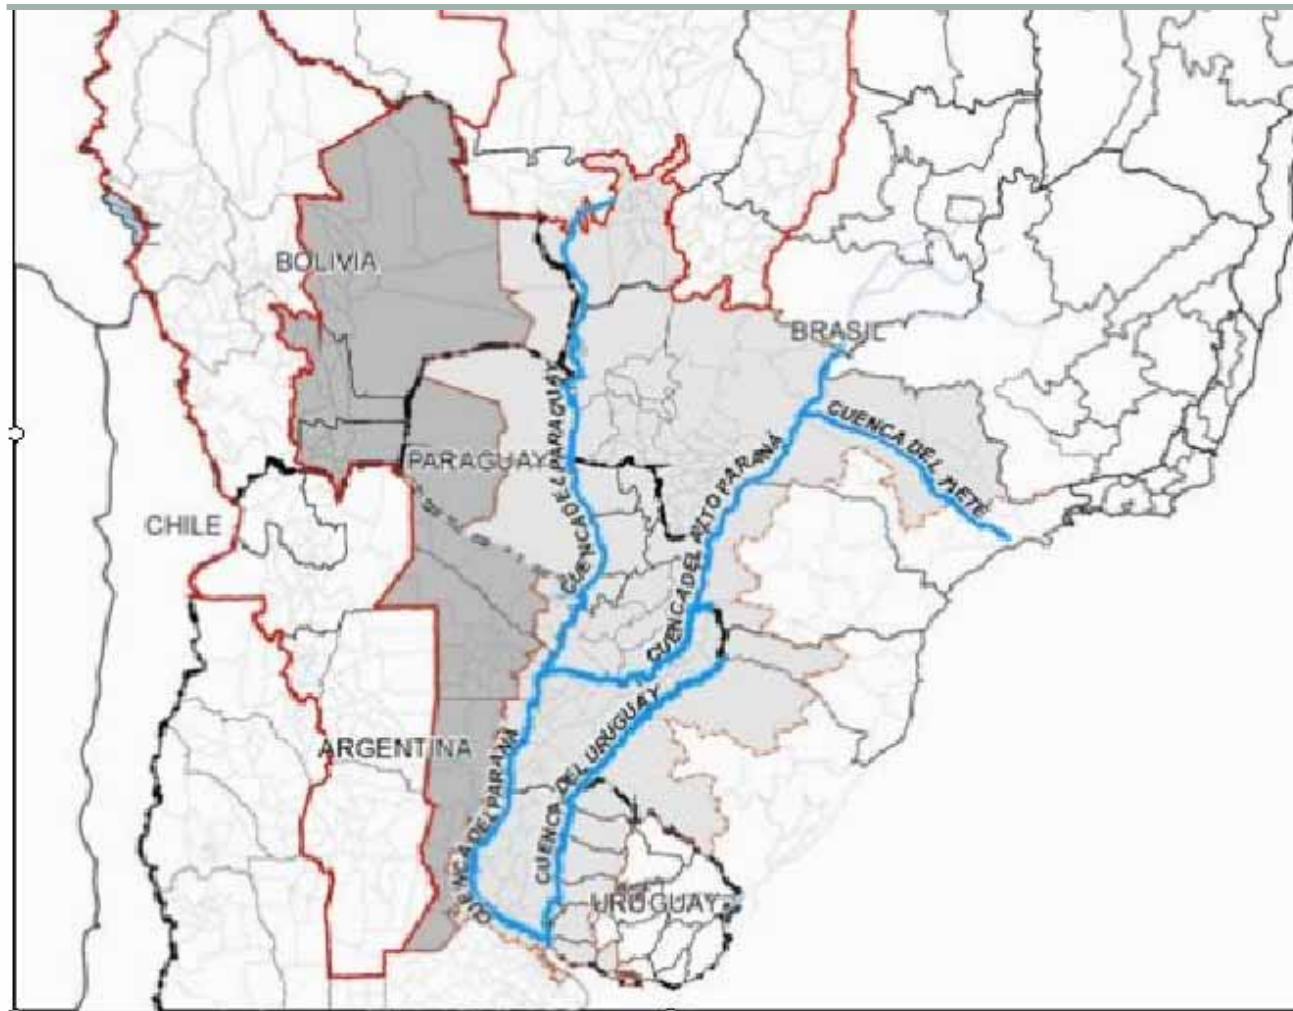 BOLIVIA
BRASIL
CUENCA DEL PARAGUAY
CUENCA DEL MÉTÉ
PARAGUAY
CUENCA DEL ALTO PARANÁ
CHILE
ARGENTINA
CUENCA DEL PARANÁ
CUENCA DEL URUGUAY
URUGUAY